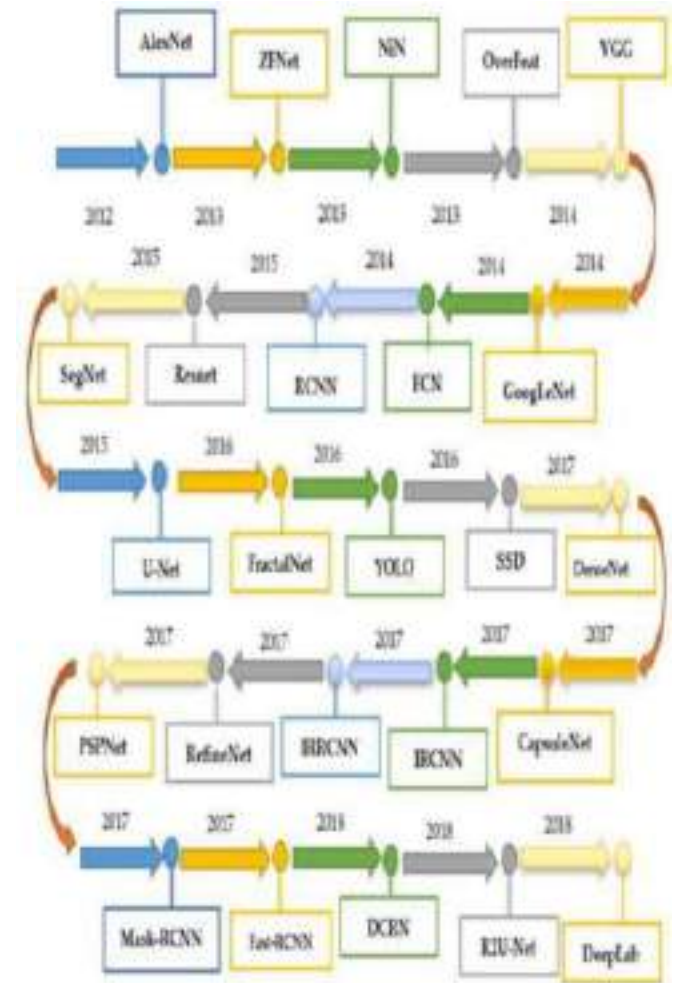 AlexNet
ZFNet
NiN
OverFeat
VGG
2012
2013
2013
2013
2014
2015
2015
2014
2014
2014
SegNet
Resnet
RCNN
FCN
GoogLeNet
2015
2016
2016
2016
2017
U-Net
FractalNet
YOLO
SSD
DenseNet
2017
2017
2017
2017
2017
PSPNet
RefineNet
IRCNN
CapsuleNet
2017
2017
2018
2018
2018
Mask-RCNN
Fast-RCNN
R2U-Net
DeepLab